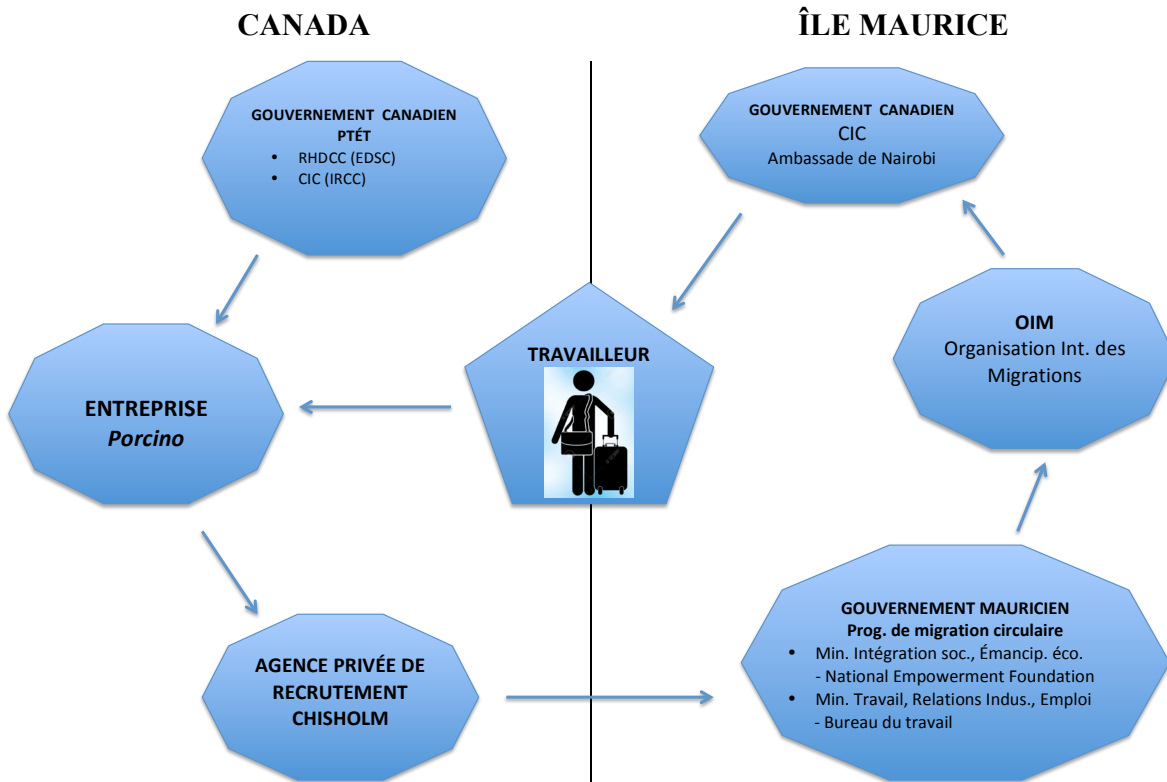 CANADA
ÎLE MAURICE
GOUVERNEMENT CANADIEN
PTÉT
• RHDCC (EDSC)
• CIC (IRCC)
GOUVERNEMENT CANADIEN
CIC
Ambassade de Nairobi
TRAVAILLEUR
OIM
Organisation Int. des
Migrations
ENTREPRISE
Porcino
AGENCE PRIVÉE DE
RECRUTEMENT
CHISHOLM
GOUVERNEMENT MAURICIEN
Prog. de migration circulaire
• Min. Intégration soc., Émancip. éco.
- National Empowerment Foundation
• Min. Travail, Relations Indus., Emploi
- Bureau du travail